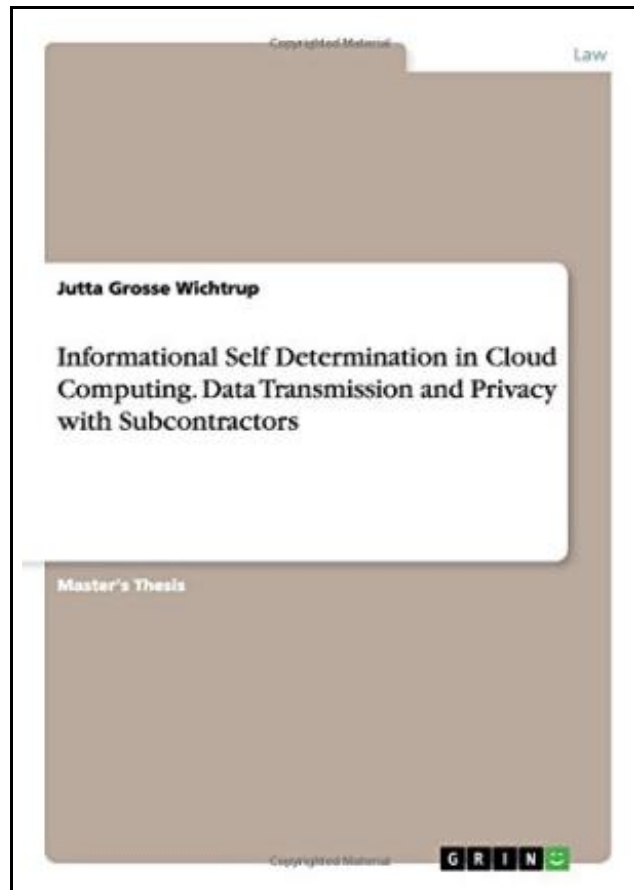 Copyrighted Material
Law
Jutta Grosse Wichtrup
Informational Self Determination in Cloud
Computing. Data Transmission and Privacy
with Subcontractors
Master's Thesis
Copyrighted Material
GRIN